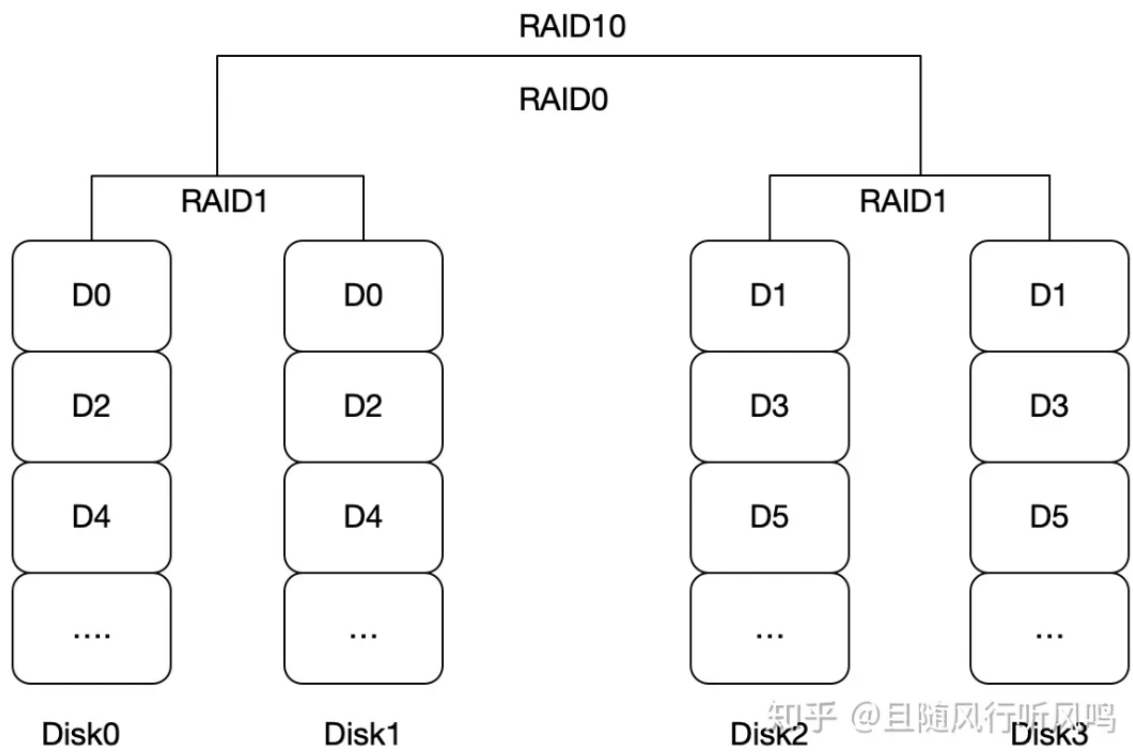 RAID10
RAID0
RAID1 RAID1
D0 D0 D1 D1
D2 D2 D3 D3
D4 D4 D5 D5
.... ... ... ...
Disk0 Disk1 Disk2 Disk3
知乎 @且随风行听风鸣